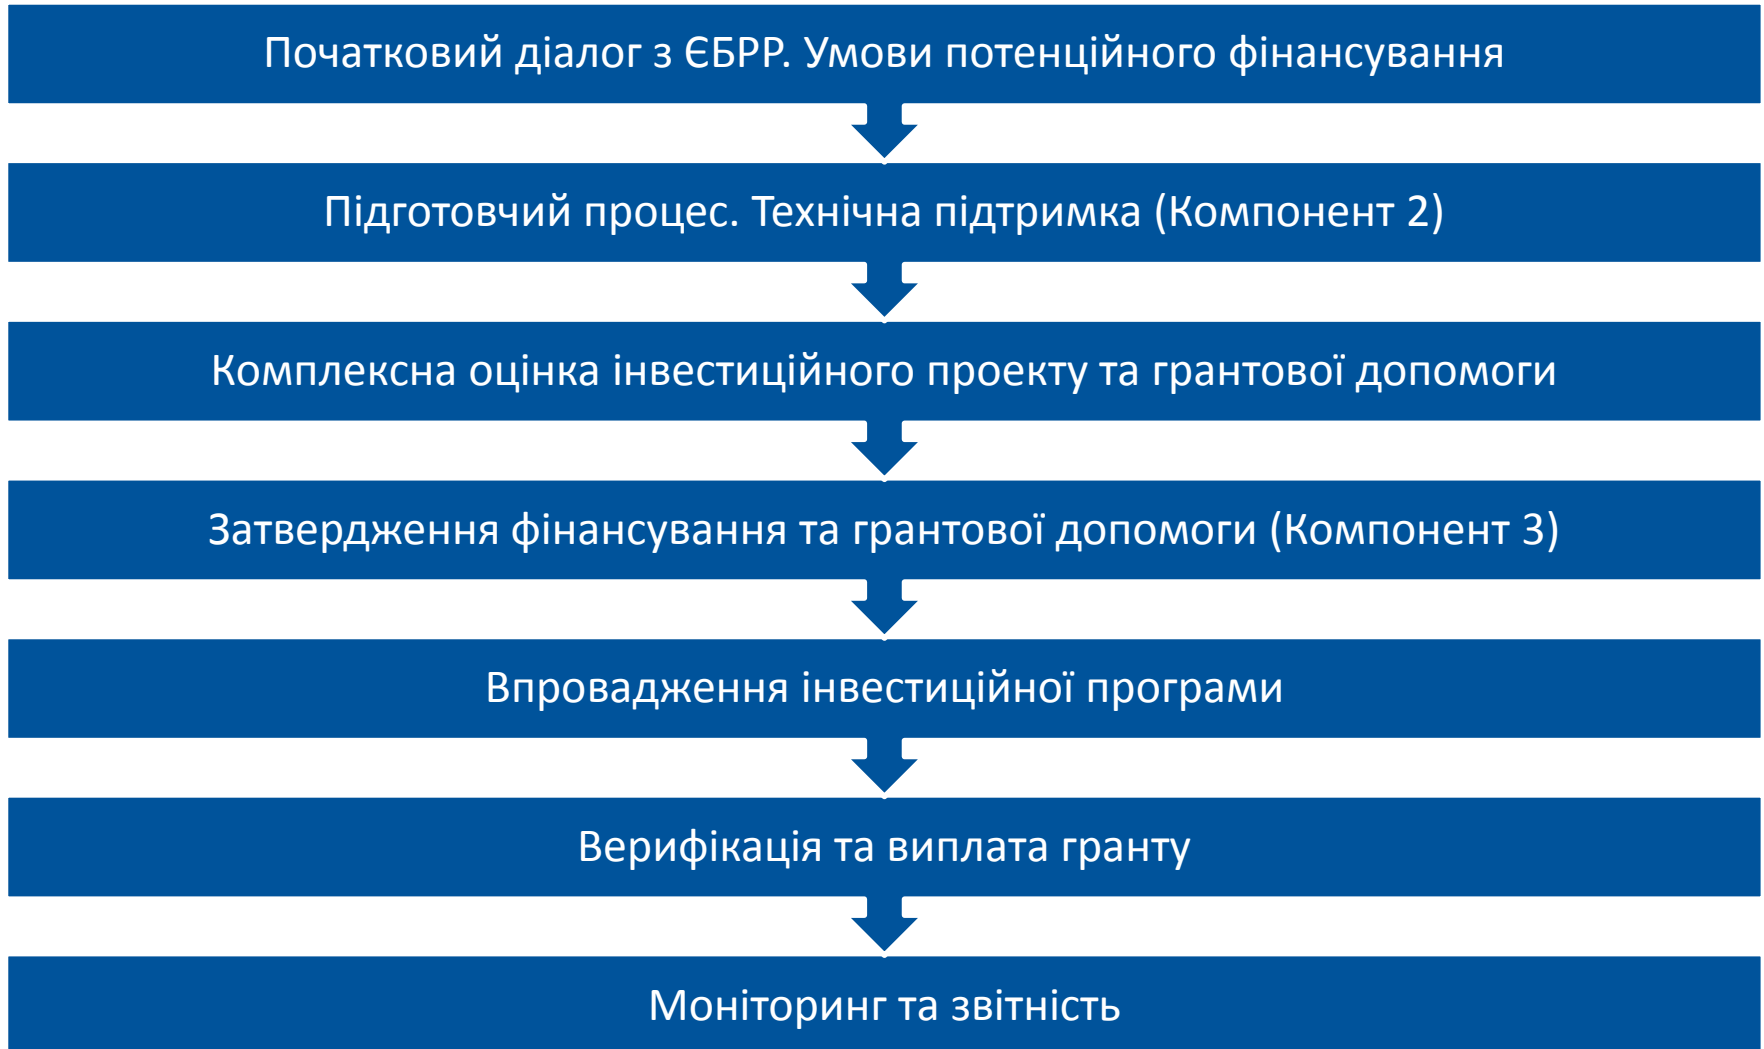 Початковий діалог з ЄБРР. Умови потенційного фінансування
Підготовчий процес. Технічна підтримка (Компонент 2)
Комплексна оцінка інвестиційного проекту та грантової допомоги
Затвердження фінансування та грантової допомоги (Компонент 3)
Впровадження інвестиційної програми
Верифікація та виплата гранту
Моніторинг та звітність